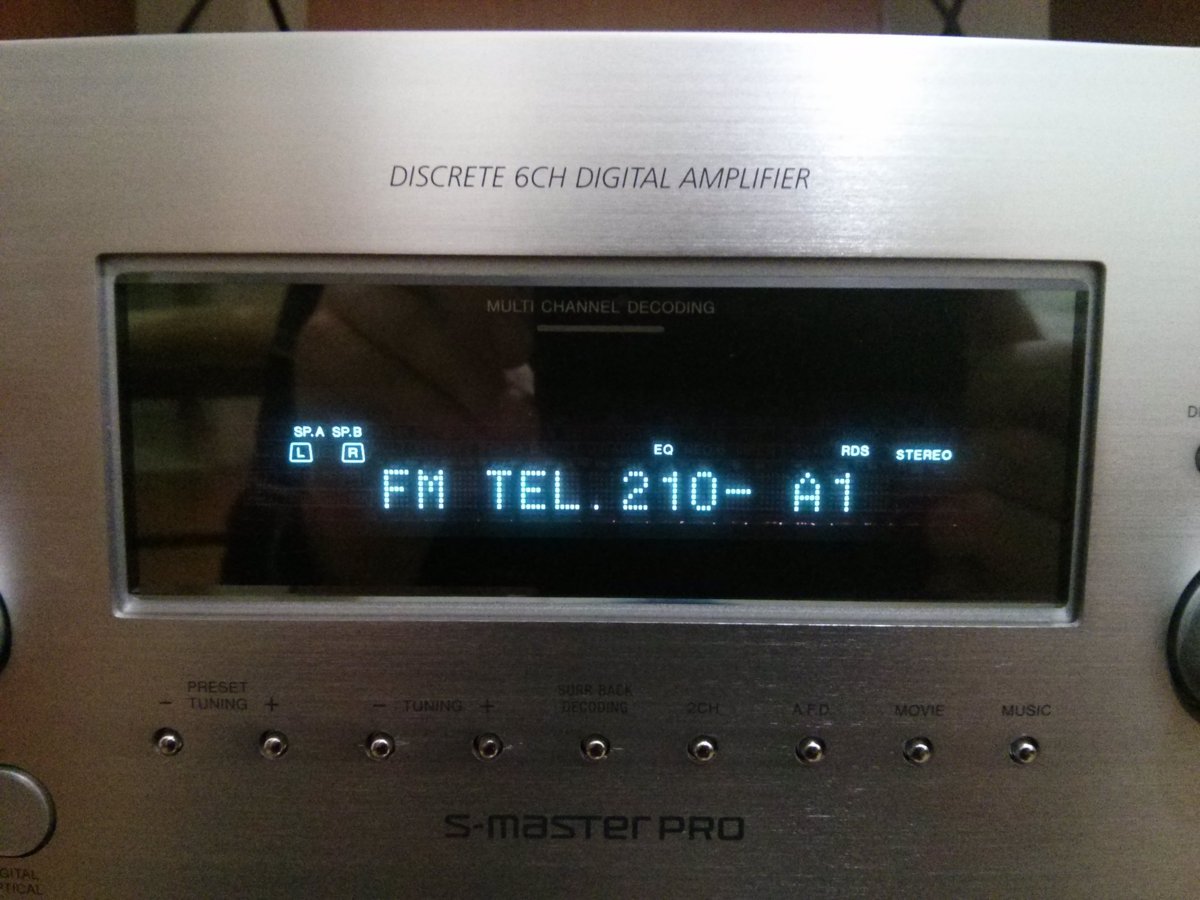 DISCRETE 6CH DIGITAL AMPLIFIER
MULTI CHANNEL DECODING
SP.A SP.B
L R
EQ RDS STEREO
FM TEL.210- A1
PRESET
TUNING
- + - TUNING +
SURR BACK
DECODING
2CH A.F.D. MOVIE MUSIC
S-MASTER PRO